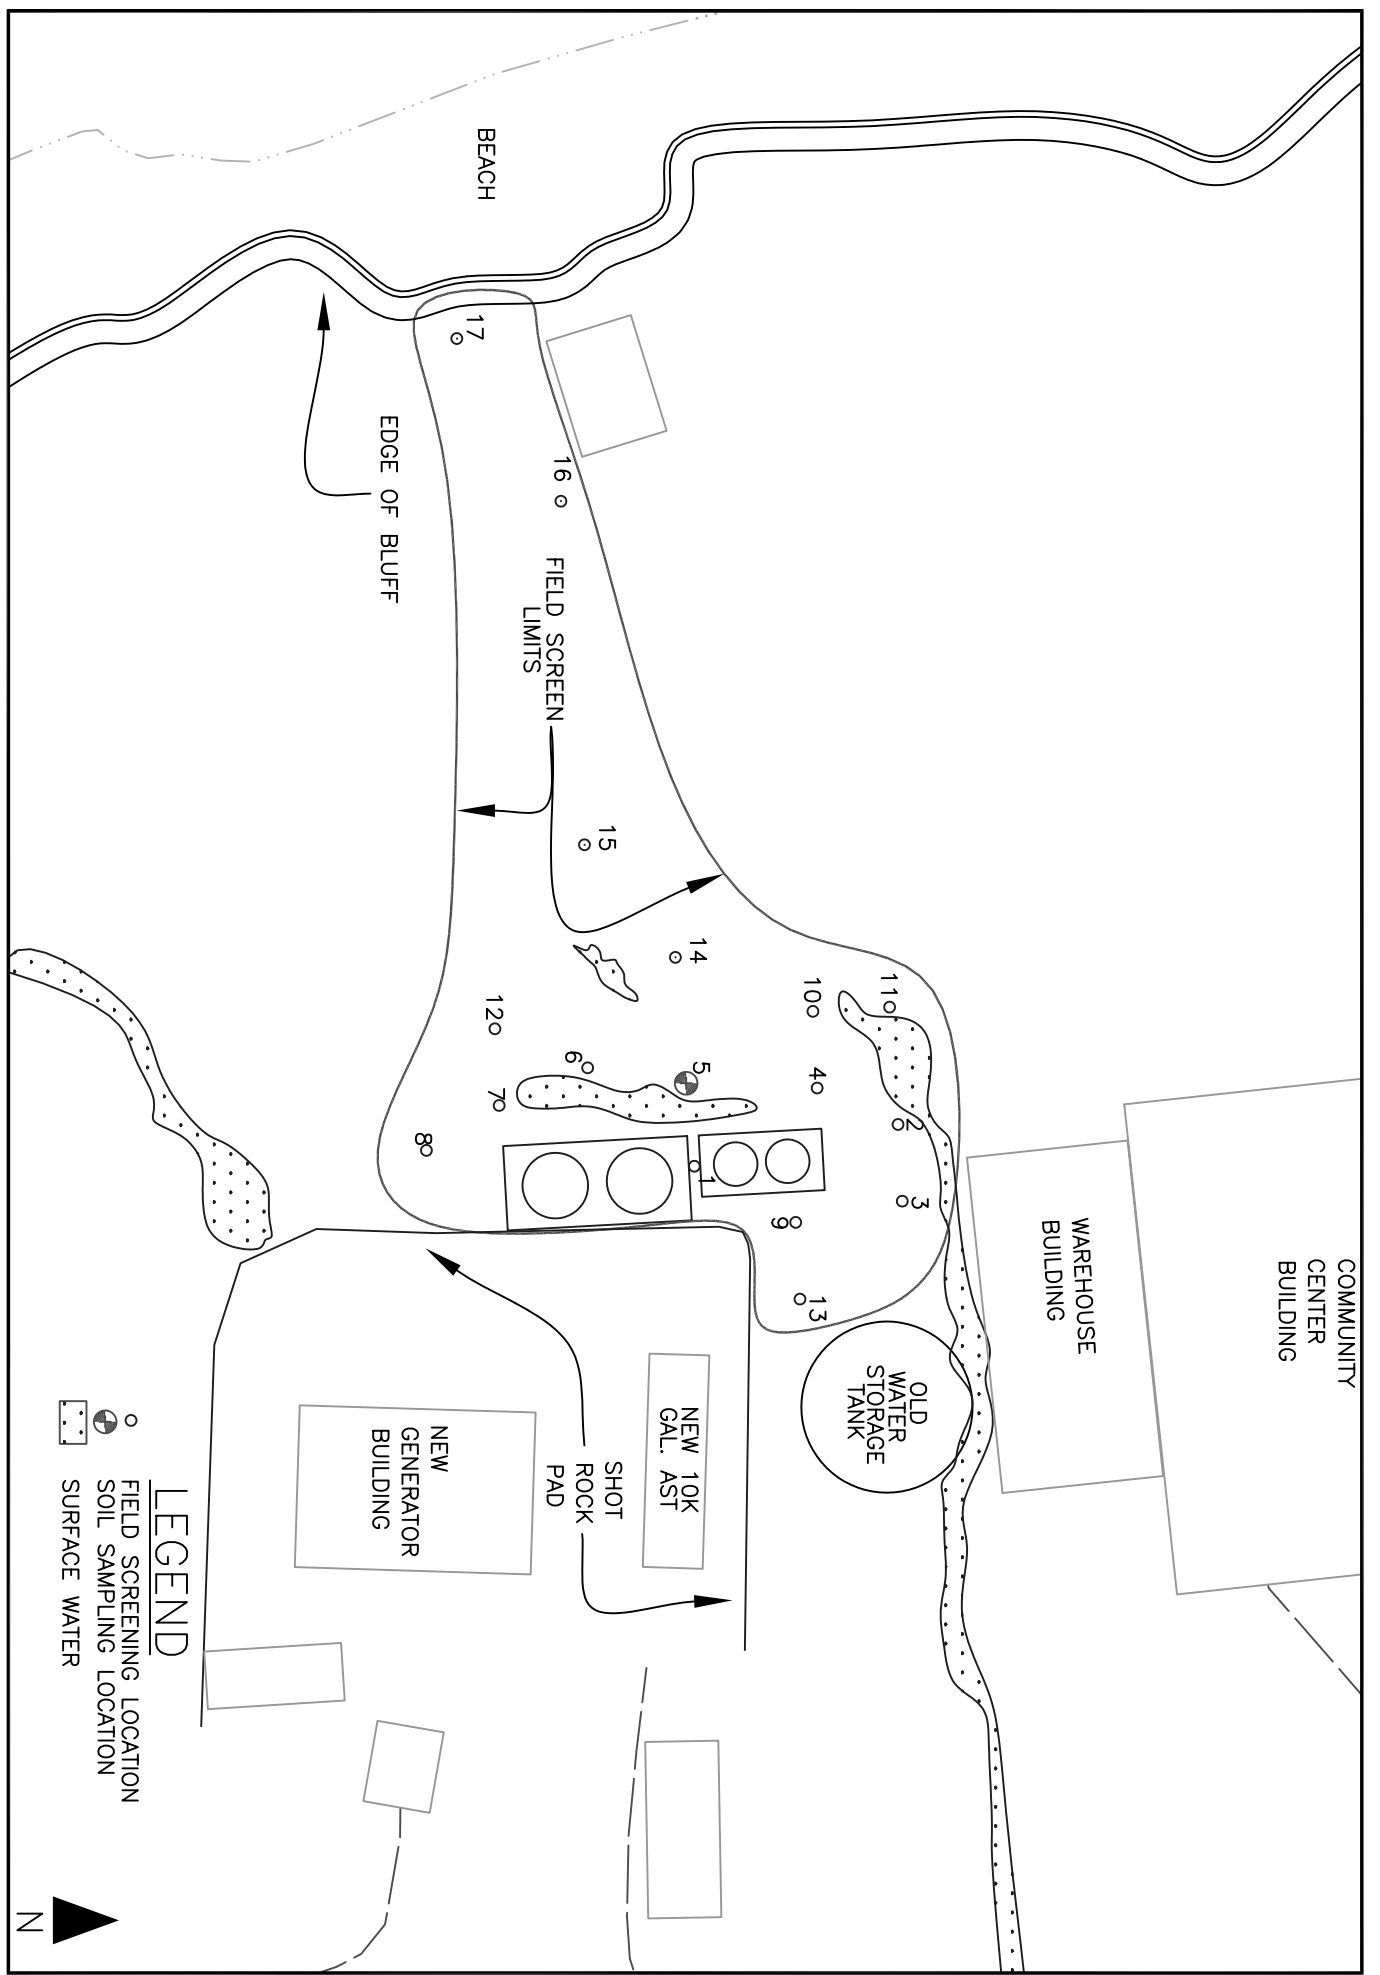 COMMUNITY
CENTER
BUILDING
WAREHOUSE
BUILDING
OLD
WATER
STORAGE
TANK
11
2
3
10
4
9
13
14
5
1
NEW 10K
GAL. AST
15
SHOT
ROCK
PAD
16
6
FIELD SCREEN
LIMITS
BEACH
17
12
7
8
NEW
GENERATOR
BUILDING
EDGE OF BLUFF
LEGEND
FIELD SCREENING LOCATION
SOIL SAMPLING LOCATION
SURFACE WATER
N